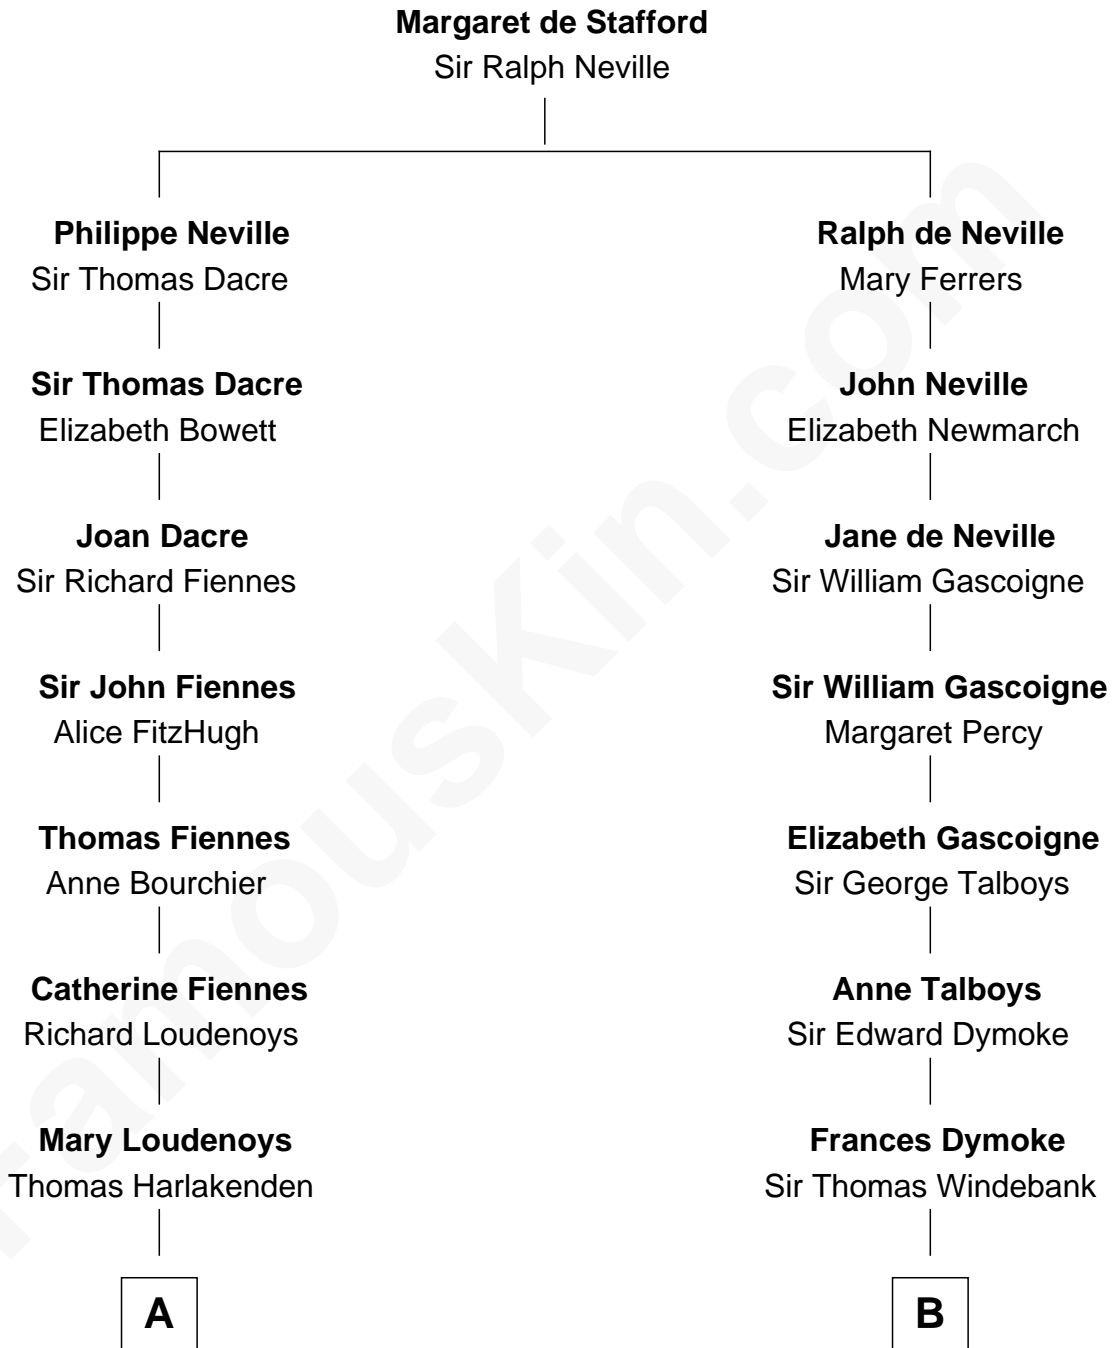 Margaret de Stafford
Sir Ralph Neville
Philippe Neville
Sir Thomas Dacre
Ralph de Neville
Mary Ferrers
Sir Thomas Dacre
Elizabeth Bowett
John Neville
Elizabeth Newmarch
Joan Dacre
Sir Richard Fiennes
Jane de Neville
Sir William Gascoigne
Sir John Fiennes
Alice FitzHugh
Sir William Gascoigne
Margaret Percy
Thomas Fiennes
Anne Bourchier
Elizabeth Gascoigne
Sir George Talboys
Catherine Fiennes
Richard Loudenoys
Anne Talboys
Sir Edward Dymoke
Mary Loudenoys
Thomas Harlakenden
Frances Dymoke
Sir Thomas Windebank
A
B
FamousKin.com